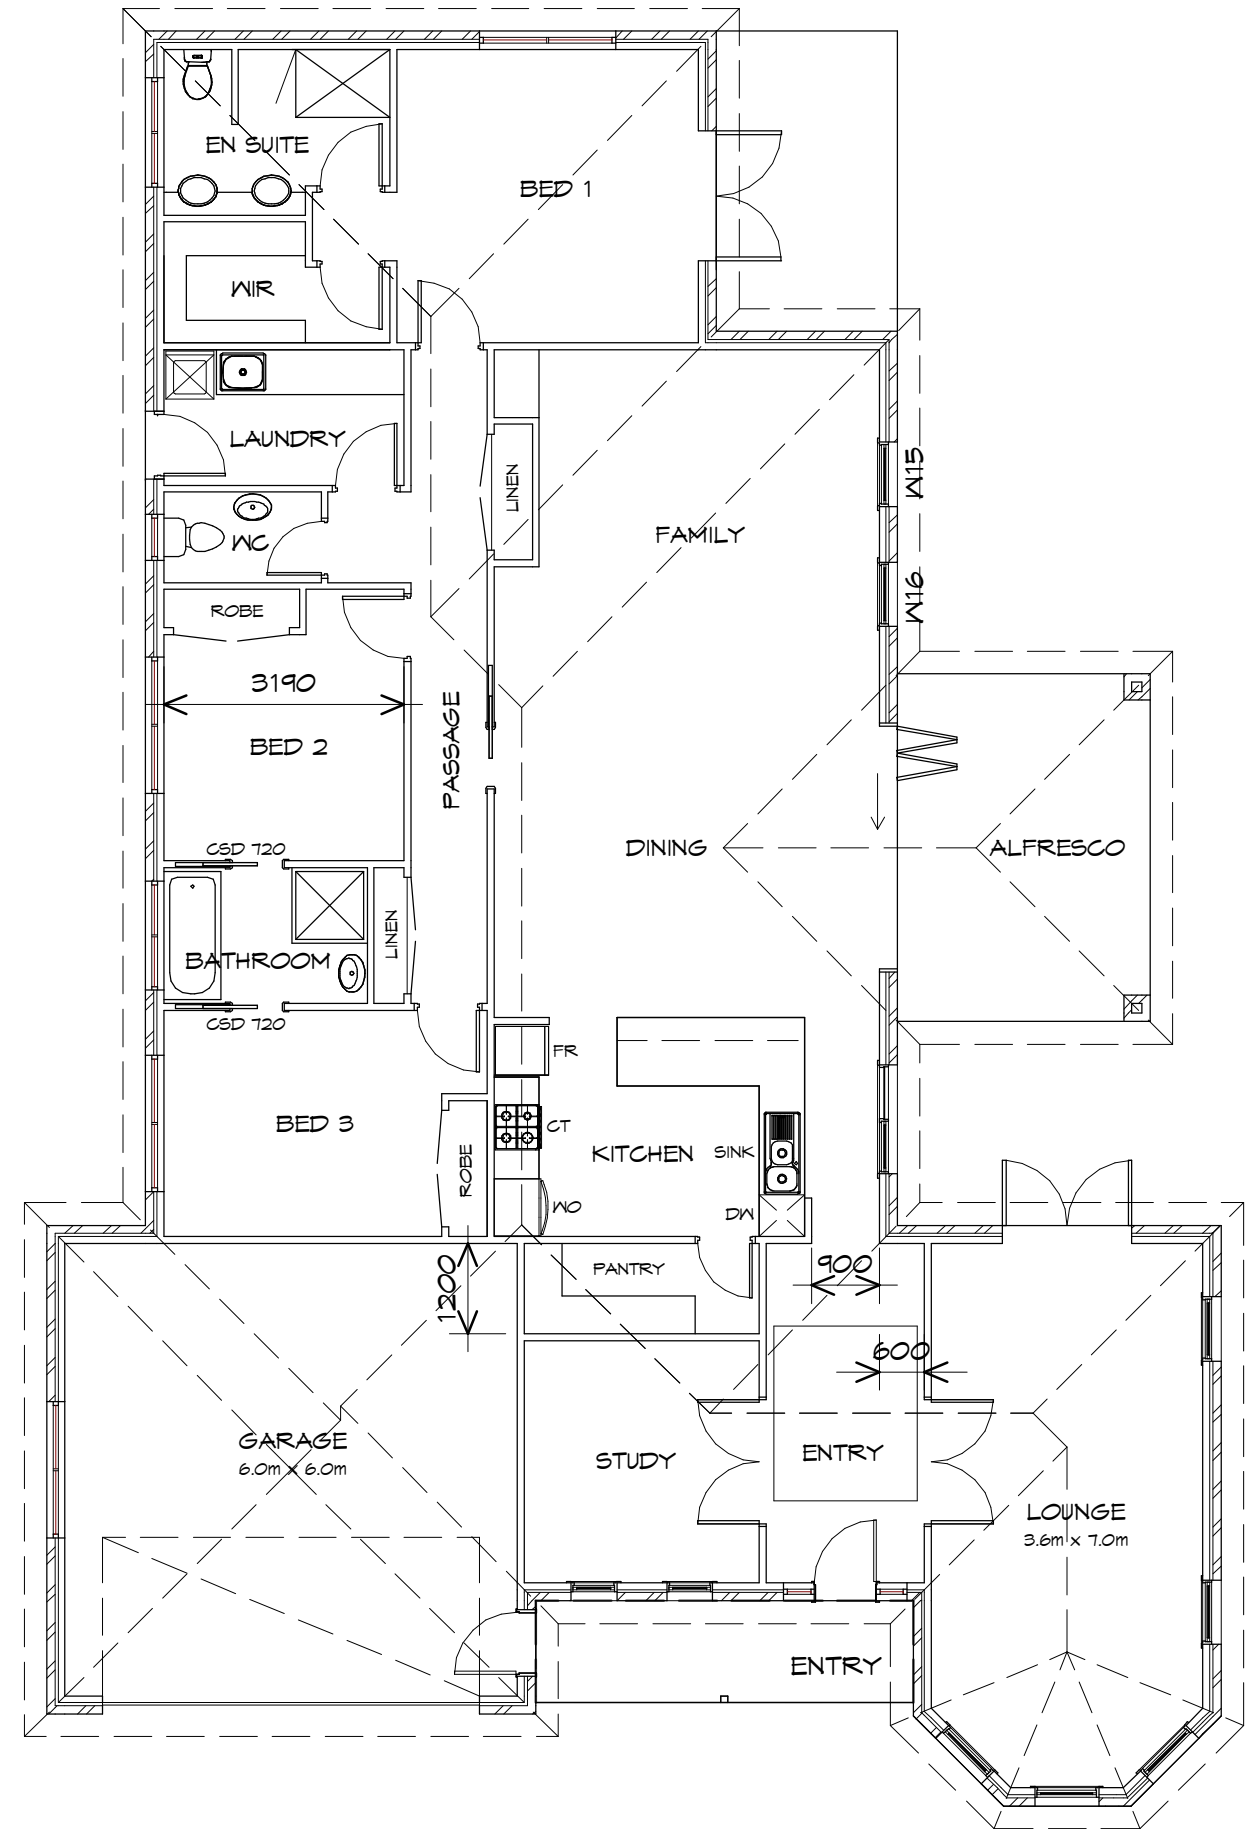 EN SUITE
BED 1
WIR
LAUNDRY
LINEN
W15
FAMILY
WC
W16
ROBE
3190
PASSAGE
BED 2
CSD 720
DINING
ALFRESCO
LINEN
BATHROOM
CSD 720
FR
BED 3
CT
KITCHEN
SINK
ROBE
WO
DW
1200
PANTRY
900
600
GARAGE
6.0m x 6.0m
STUDY
ENTRY
LOUNGE
3.6m x 7.0m
ENTRY